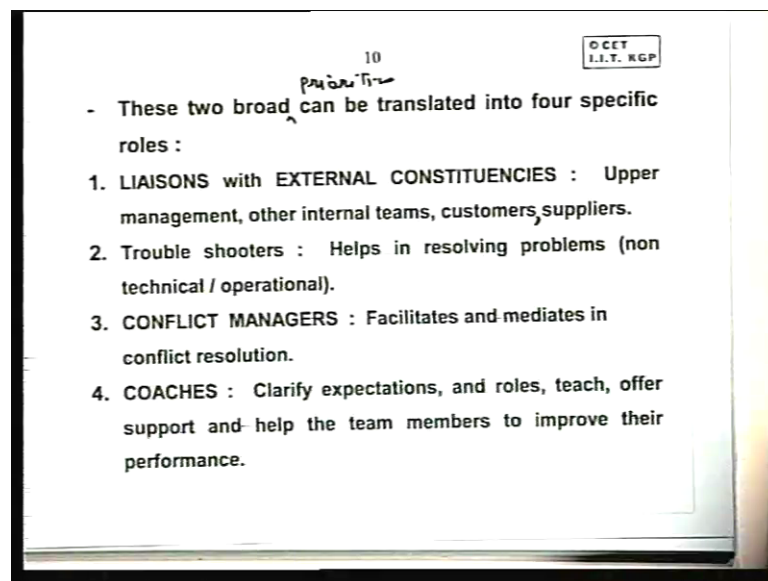 10
© CET
I.I.T. KGP
prioritie
- These two broad ‸ can be translated into four specific
roles :
1. LIAISONS with EXTERNAL CONSTITUENCIES : Upper
management, other internal teams, customers, suppliers.
2. Trouble shooters : Helps in resolving problems (non
technical / operational).
3. CONFLICT MANAGERS : Facilitates and mediates in
conflict resolution.
4. COACHES : Clarify expectations, and roles, teach, offer
support and help the team members to improve their
performance.